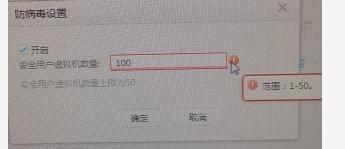 防病毒设置
开启
安全用户虚拟机数量: 100
范围:1-50。
安全用户虚拟机数量上限为50
确定 取消